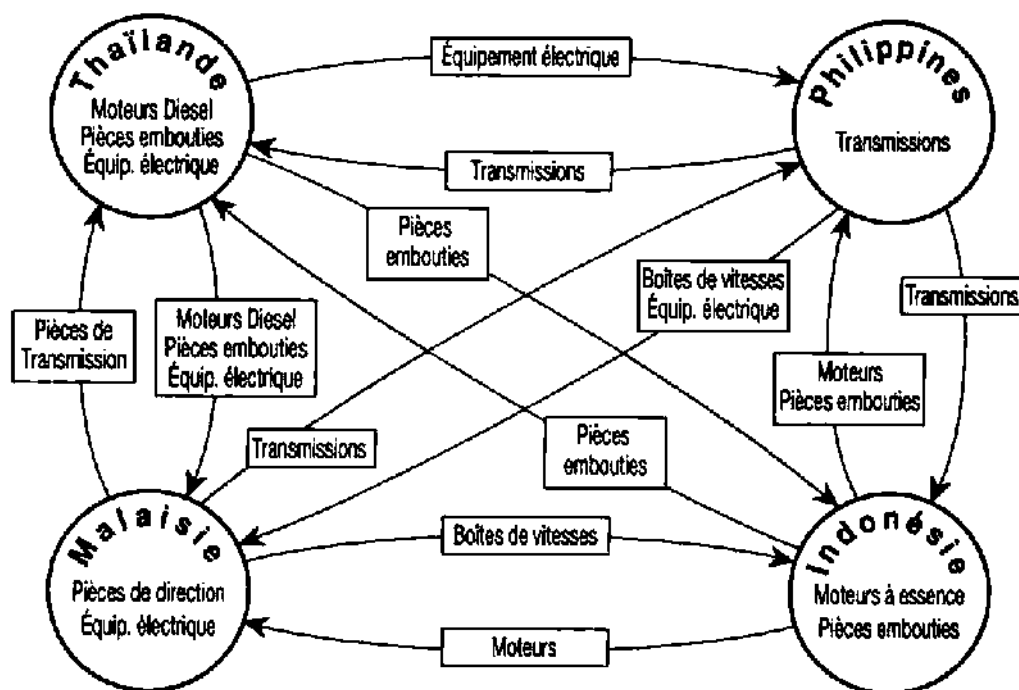 Thaïlande
Moteurs Diesel
Pièces embouties
Équip. électrique
Équipement électrique
Philippines
Transmissions
Transmissions
Pièces
embouties
Boîtes de vitesses
Équip. électrique
Transmissions
Pièces de
Transmission
Moteurs Diesel
Pièces embouties
Équip. électrique
Moteurs
Pièces embouties
Transmissions
Pièces
embouties
Malaisie
Pièces de direction
Équip. électrique
Boîtes de vitesses
Moteurs
Indonésie
Moteurs à essence
Pièces embouties